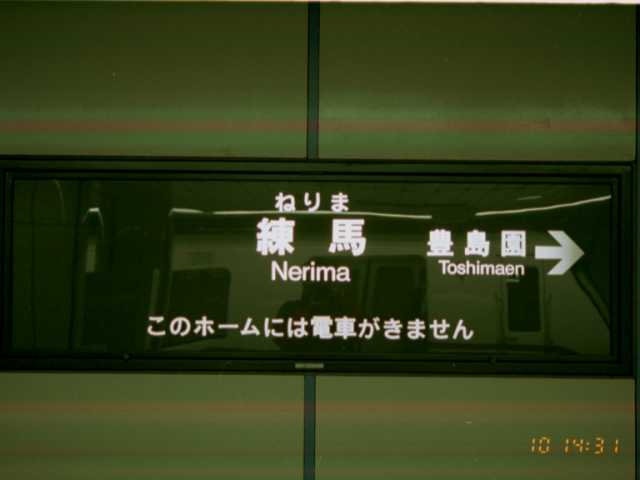 ねりま
練馬
Nerima
豊島園
Toshimaen
このホームには電車がきません
10 14:31